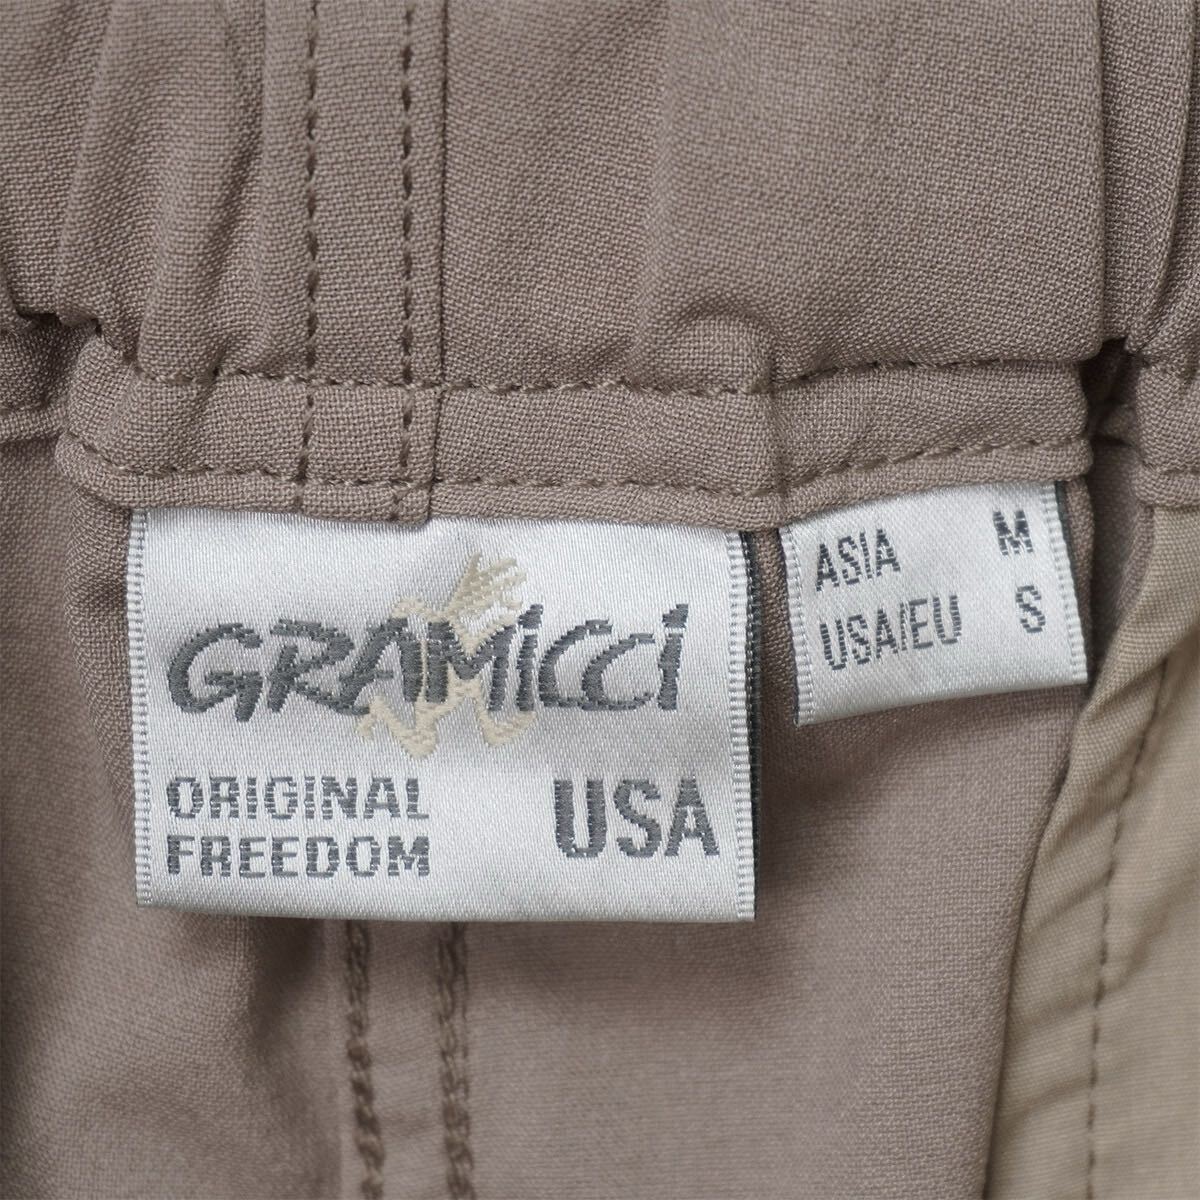 GRAMICCI
ORIGINAL
FREEDOM
USA
ASIA M
USA/EU S